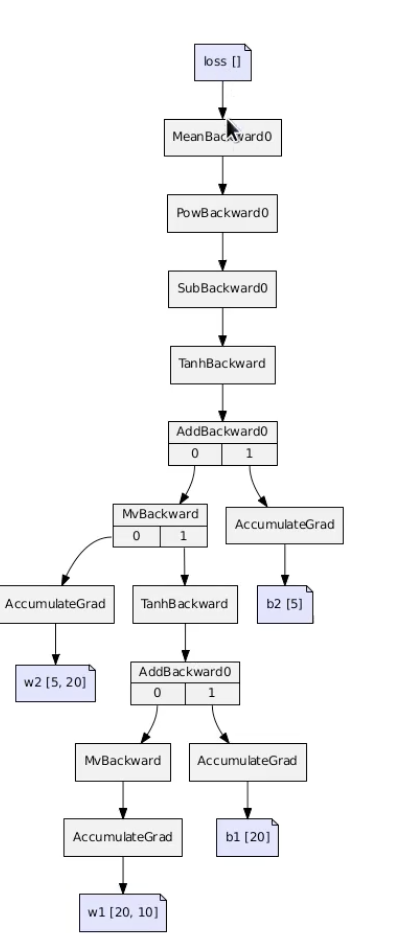 loss []
MeanBackward0
PowBackward0
SubBackward0
TanhBackward
AddBackward0
0 1
MvBackward
0 1
AccumulateGrad
AccumulateGrad
TanhBackward
b2 [5]
w2 [5, 20]
AddBackward0
0 1
MvBackward
AccumulateGrad
AccumulateGrad
b1 [20]
w1 [20, 10]